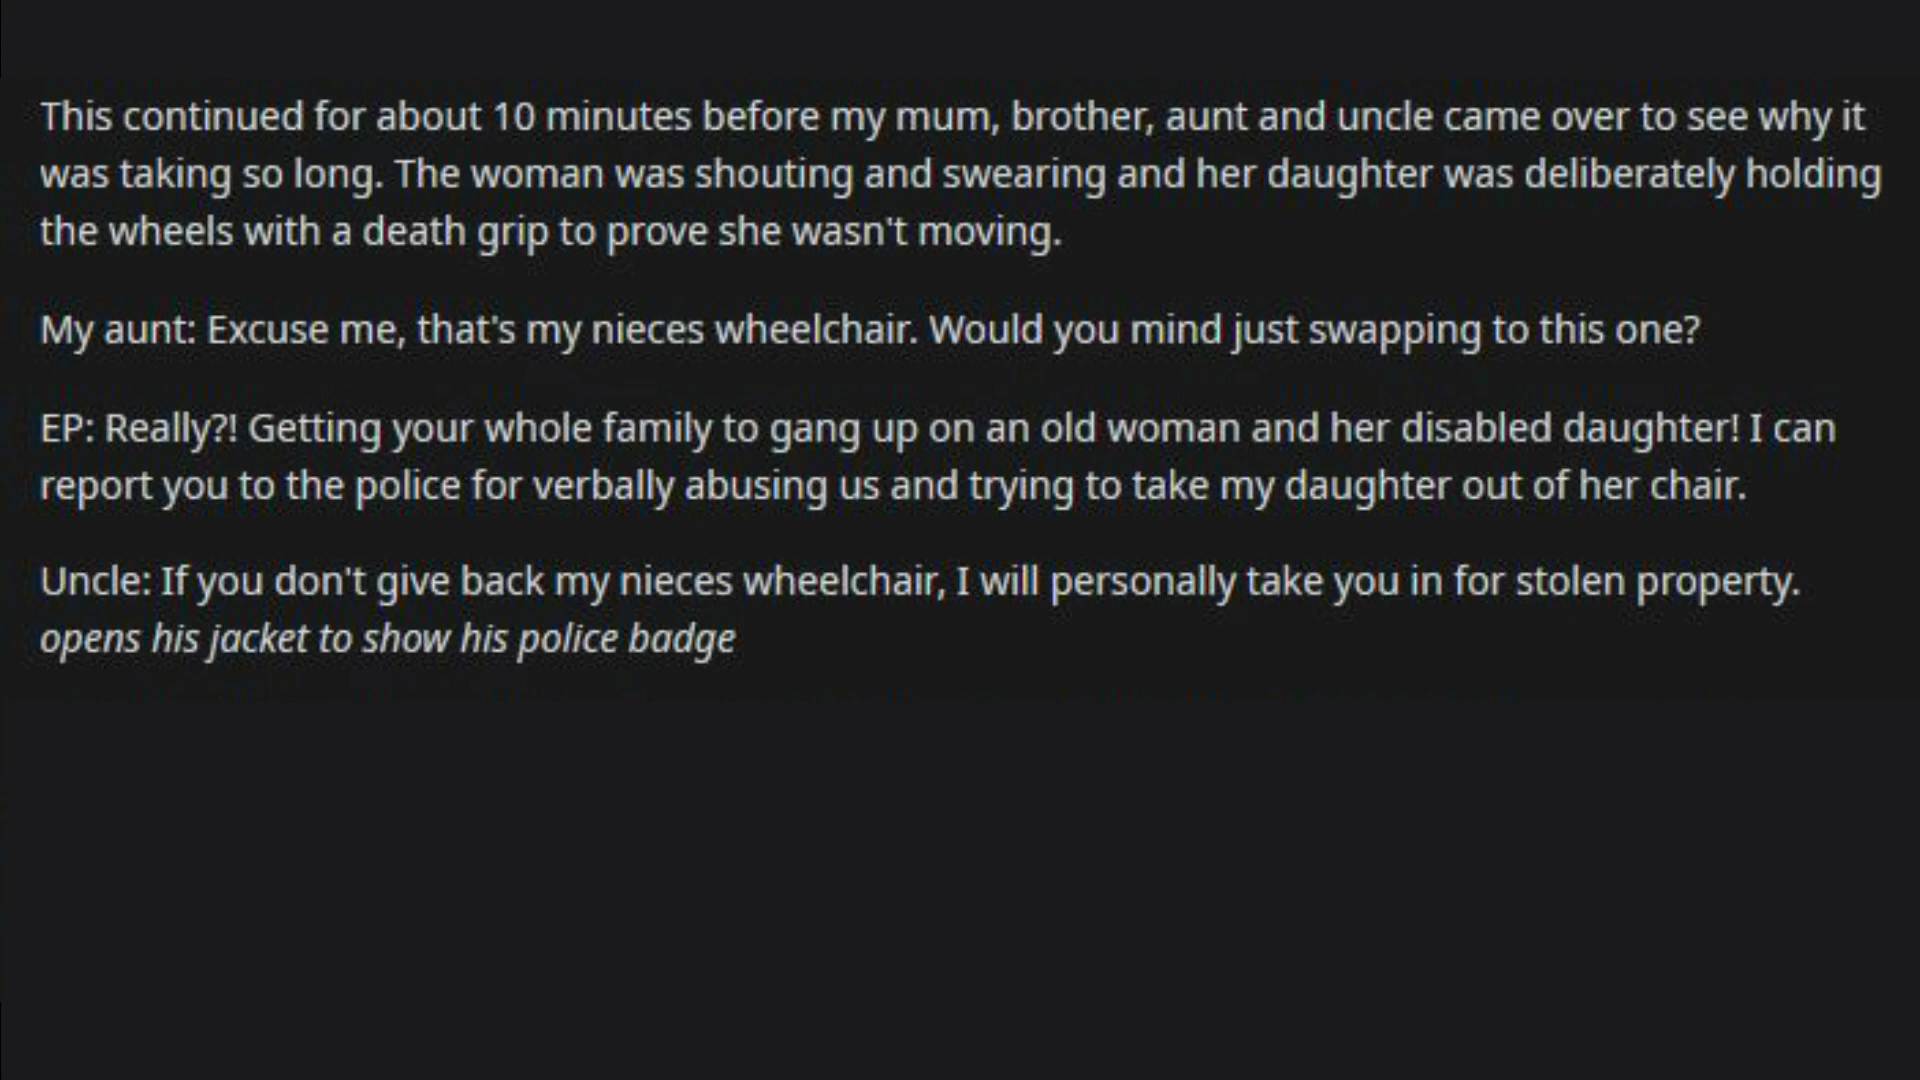 This continued for about 10 minutes before my mum, brother, aunt and uncle came over to see why it
was taking so long. The woman was shouting and swearing and her daughter was deliberately holding
the wheels with a death grip to prove she wasn't moving.
My aunt: Excuse me, that's my nieces wheelchair. Would you mind just swapping to this one?
EP: Really?! Getting your whole family to gang up on an old woman and her disabled daughter! I can
report you to the police for verbally abusing us and trying to take my daughter out of her chair.
Uncle: If you don't give back my nieces wheelchair, I will personally take you in for stolen property.
opens his jacket to show his police badge